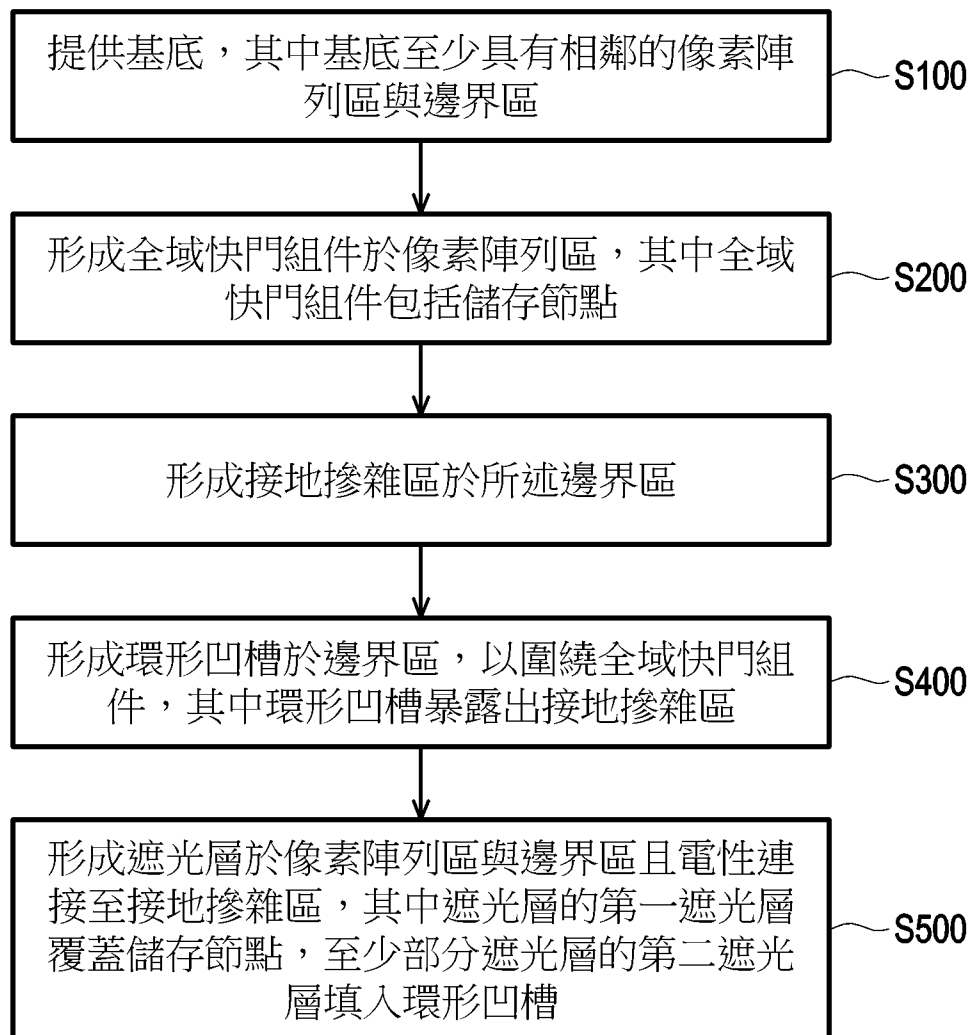 提供基底，其中基底至少具有相鄰的像素陣
列區與邊界區
S100
形成全域快門組件於像素陣列區，其中全域
快門組件包括儲存節點
S200
形成接地摻雜區於所述邊界區
S300
形成環形凹槽於邊界區，以圍繞全域快門組
件，其中環形凹槽暴露出接地摻雜區
S400
形成遮光層於像素陣列區與邊界區且電性連
接至接地摻雜區，其中遮光層的第一遮光層
覆蓋儲存節點，至少部分遮光層的第二遮光
層填入環形凹槽
S500